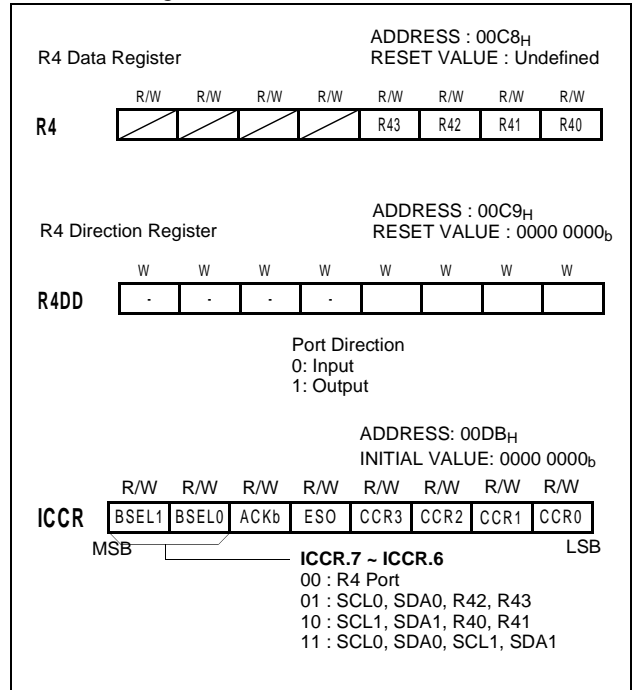 ADDRESS : 00C8H
R4 Data Register RESET VALUE : Undefined
R/W R/W R/W R/W R/W R/W R/W R/W
R4 R43 R42 R41 R40
ADDRESS : 00C9H
R4 Direction Register RESET VALUE : 0000 0000b
W W W W W W W W
R4DD - - - -
Port Direction
0: Input
1: Output
ADDRESS: 00DBH
INITIAL VALUE: 0000 0000b
R/W R/W R/W R/W R/W R/W R/W R/W
ICCR BSEL1 BSEL0 ACKb ESO CCR3 CCR2 CCR1 CCR0
MSB LSB
ICCR.7 ~ ICCR.6
00 : R4 Port
01 : SCL0, SDA0, R42, R43
10 : SCL1, SDA1, R40, R41
11 : SCL0, SDA0, SCL1, SDA1